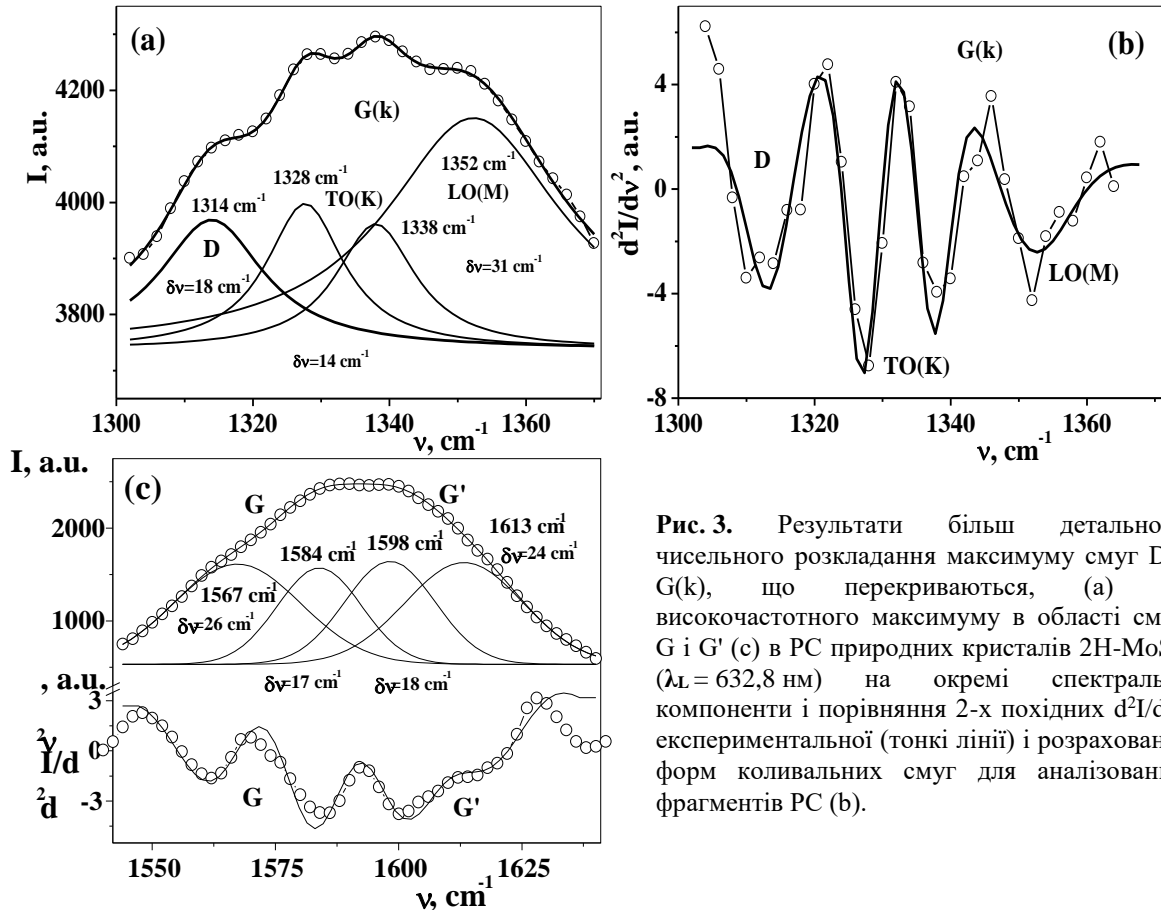 (a)
I, a.u.
4200
4000
3800
G(k)
1352 cm⁻¹
1328 cm⁻¹
TO(K)
LO(M)
1314 cm⁻¹
1338 cm⁻¹
D
δν=18 cm⁻¹
δν=31 cm⁻¹
δν=14 cm⁻¹
1300 1320 1340 1360
ν, cm⁻¹
(b)
d²I/dν², a.u.
4
0
-4
-8
G(k)
D
LO(M)
TO(K)
1300 1320 1340 1360
ν, cm⁻¹
I, a.u.
(c)
2000
1000
G
G'
1613 cm⁻¹
δν=24 cm⁻¹
1584 cm⁻¹
1598 cm⁻¹
1567 cm⁻¹
δν=26 cm⁻¹
δν=17 cm⁻¹
δν=18 cm⁻¹
, a.u.
3
0
-3
²ν
I/d
²d
G
G'
1550 1575 1600 1625
ν, cm⁻¹
Рис. 3. Результати більш детально
чисельного розкладання максимуму смуг D
G(k), що перекриваються, (a)
високочастотного максимуму в області см
G і G' (c) в РС природних кристалів 2H-MoS
(λL = 632,8 нм) на окремі спектраль
компоненти і порівняння 2-х похідних d²I/d
експериментальної (тонкі лінії) і розрахован
форм коливальних смуг для аналізован
фрагментів РС (b).